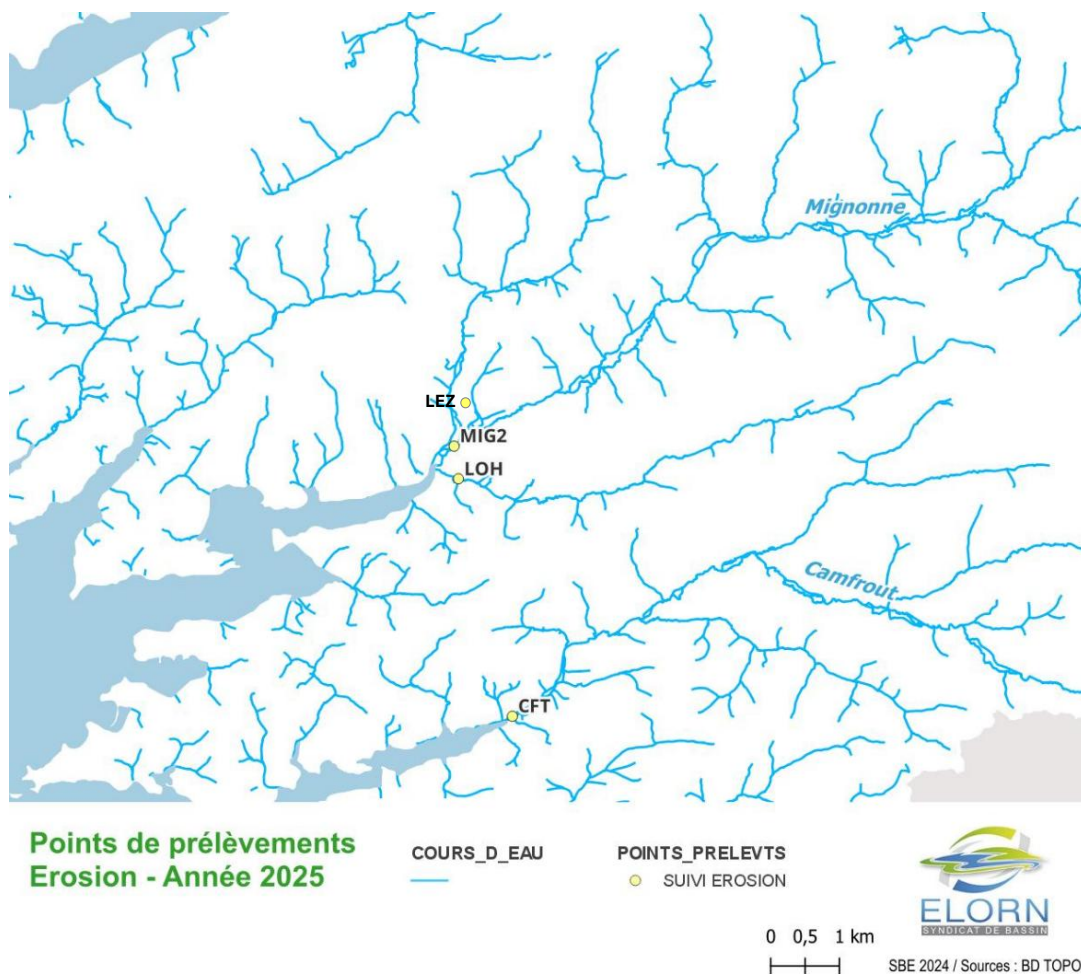 Mignonne
LEZ
MIG2
LOH
Camfrout
CFT
Points de prélèvements
Erosion - Année 2025
COURS_D_EAU
POINTS_PRELEVTS
SUIVI EROSION
ELORN
SYNDICAT DE BASSIN
0 0,5 1 km
SBE 2024 / Sources : BD TOPO